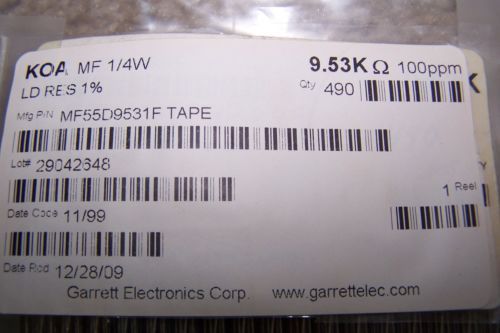 KOA MF 1/4W 9.53K Ω 100ppm
LD RES 1% Qty 490
Mfg P/N MF55D9531F TAPE
Lot# 29042648
1 Reel
Date Code 11/99
Date Rcd 12/28/09
Garrett Electronics Corp. www.garrettelec.com
K